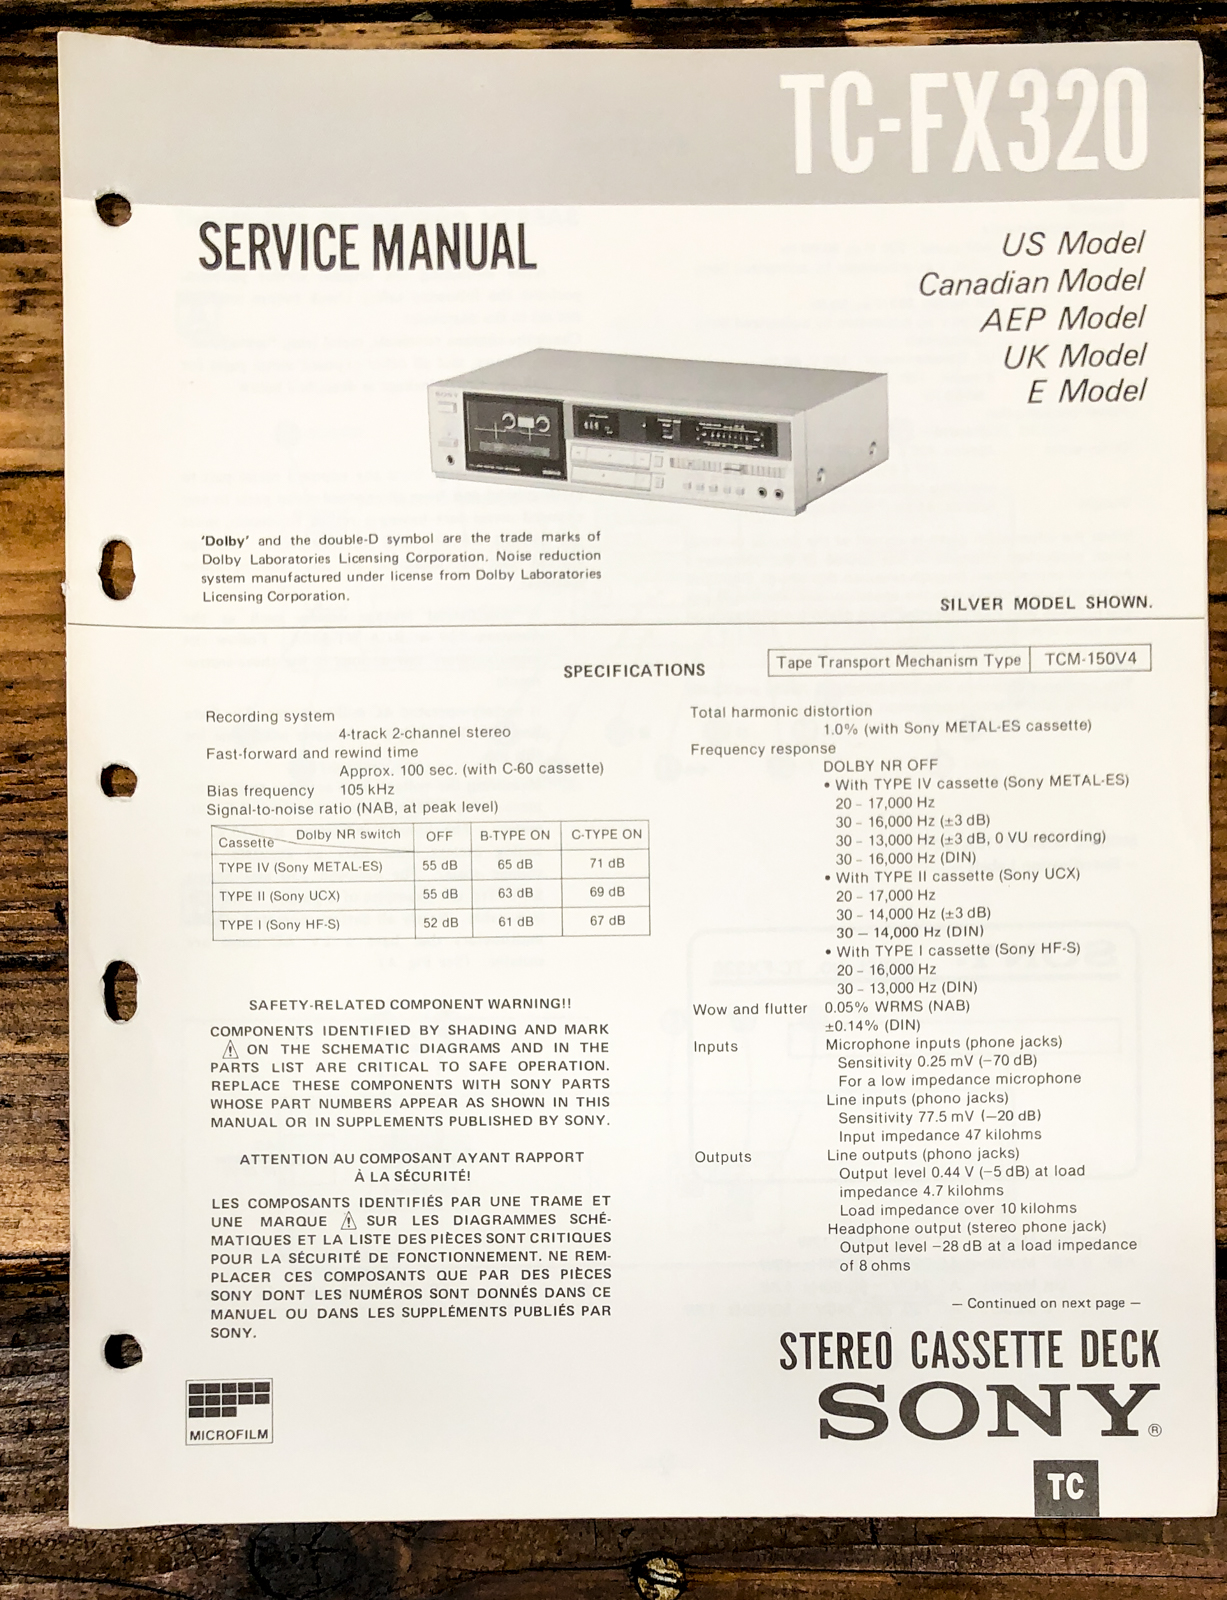 TC-FX320
SERVICE MANUAL
US Model
Canadian Model
AEP Model
UK Model
E Model
SONY
'Dolby' and the double-D symbol are the trade marks of
Dolby Laboratories Licensing Corporation. Noise reduction
system manufactured under license from Dolby Laboratories
Licensing Corporation.
SILVER MODEL SHOWN.
SPECIFICATIONS
Tape Transport Mechanism Type TCM-150V4
Recording system
4-track 2-channel stereo
Fast-forward and rewind time
Approx. 100 sec. (with C-60 cassette)
Bias frequency 105 kHz
Signal-to-noise ratio (NAB, at peak level)
Cassette Dolby NR switch OFF B-TYPE ON C-TYPE ON
TYPE IV (Sony METAL-ES) 55 dB 65 dB 71 dB
TYPE II (Sony UCX) 55 dB 63 dB 69 dB
TYPE I (Sony HF-S) 52 dB 61 dB 67 dB
SAFETY-RELATED COMPONENT WARNING!!
COMPONENTS IDENTIFIED BY SHADING AND MARK
⚠ ON THE SCHEMATIC DIAGRAMS AND IN THE
PARTS LIST ARE CRITICAL TO SAFE OPERATION.
REPLACE THESE COMPONENTS WITH SONY PARTS
WHOSE PART NUMBERS APPEAR AS SHOWN IN THIS
MANUAL OR IN SUPPLEMENTS PUBLISHED BY SONY.
ATTENTION AU COMPOSANT AYANT RAPPORT
À LA SÉCURITÉ!
LES COMPOSANTS IDENTIFIÉS PAR UNE TRAME ET
UNE MARQUE ⚠ SUR LES DIAGRAMMES SCHÉ-
MATIQUES ET LA LISTE DES PIÈCES SONT CRITIQUES
POUR LA SÉCURITÉ DE FONCTIONNEMENT. NE REM-
PLACER CES COMPOSANTS QUE PAR DES PIÈCES
SONY DONT LES NUMÉROS SONT DONNÉS DANS CE
MANUEL OU DANS LES SUPPLÉMENTS PUBLIÉS PAR
SONY.
Total harmonic distortion
1.0% (with Sony METAL-ES cassette)
Frequency response
DOLBY NR OFF
• With TYPE IV cassette (Sony METAL-ES)
20 – 17,000 Hz
30 – 16,000 Hz (±3 dB)
30 – 13,000 Hz (±3 dB, 0 VU recording)
30 – 16,000 Hz (DIN)
• With TYPE II cassette (Sony UCX)
20 – 17,000 Hz
30 – 14,000 Hz (±3 dB)
30 – 14,000 Hz (DIN)
• With TYPE I cassette (Sony HF-S)
20 – 16,000 Hz
30 – 13,000 Hz (DIN)
Wow and flutter 0.05% WRMS (NAB)
±0.14% (DIN)
Inputs Microphone inputs (phone jacks)
Sensitivity 0.25 mV (−70 dB)
For a low impedance microphone
Line inputs (phono jacks)
Sensitivity 77.5 mV (−20 dB)
Input impedance 47 kilohms
Outputs Line outputs (phono jacks)
Output level 0.44 V (−5 dB) at load
impedance 4.7 kilohms
Load impedance over 10 kilohms
Headphone output (stereo phone jack)
Output level −28 dB at a load impedance
of 8 ohms
— Continued on next page —
STEREO CASSETTE DECK
SONY®
TC
MICROFILM